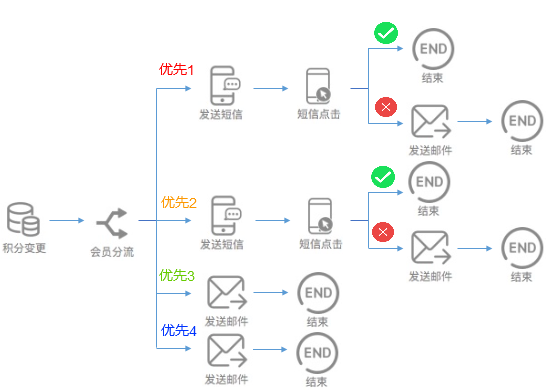 优先1
发送短信
短信点击
END
结束
发送邮件
END
结束
积分变更
会员分流
优先2
发送短信
短信点击
END
结束
发送邮件
END
结束
优先3
发送邮件
END
结束
优先4
发送邮件
END
结束